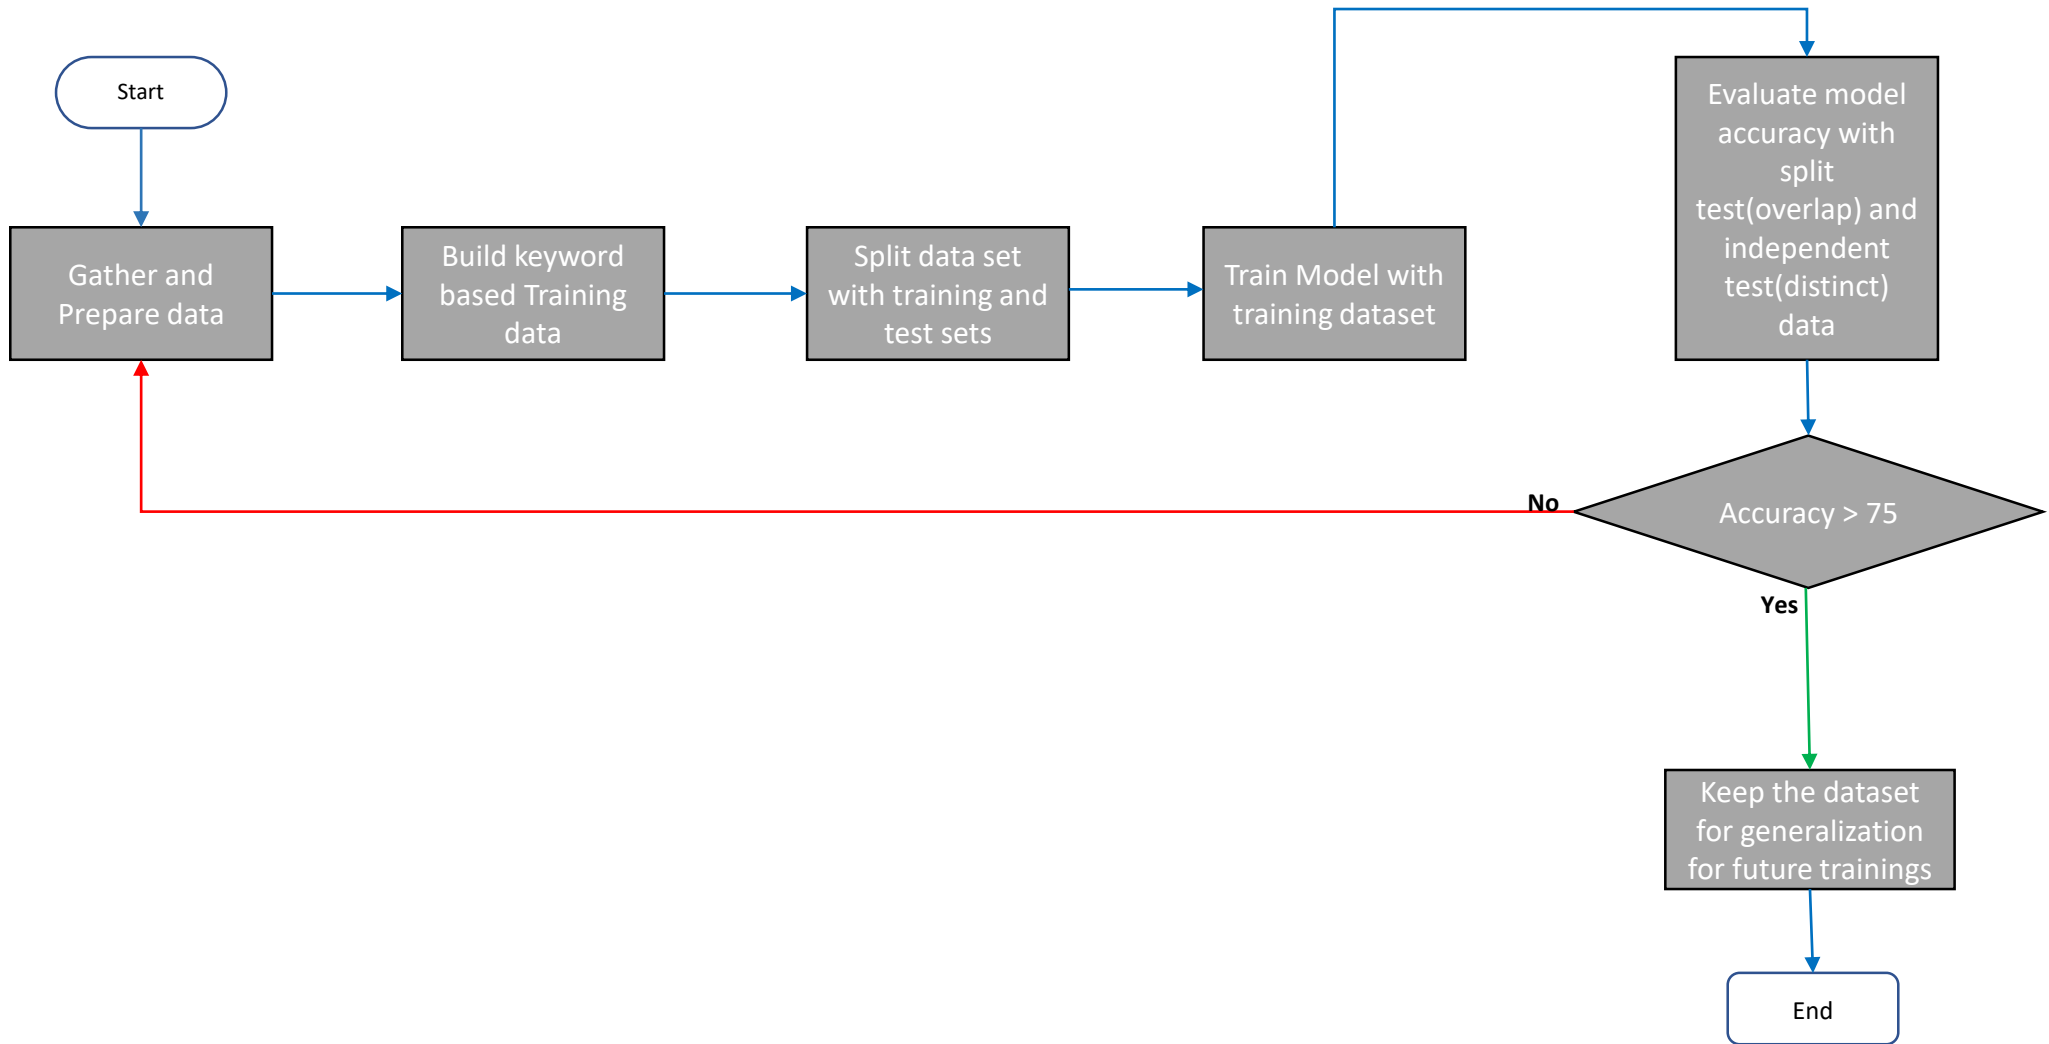 Start
Gather and
Prepare data
Build keyword
based Training
data
Split data set
with training and
test sets
Train Model with
training dataset
Evaluate model
accuracy with
split
test(overlap) and
independent
test(distinct)
data
Accuracy > 75
No
Yes
Keep the dataset
for generalization
for future trainings
End